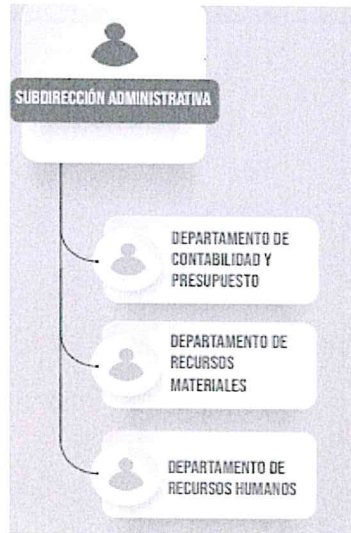 SUBDIRECCIÓN ADMINISTRATIVA
DEPARTAMENTO DE
CONTABILIDAD Y
PRESUPUESTO
DEPARTAMENTO DE
RECURSOS
MATERIALES
DEPARTAMENTO DE
RECURSOS HUMANOS